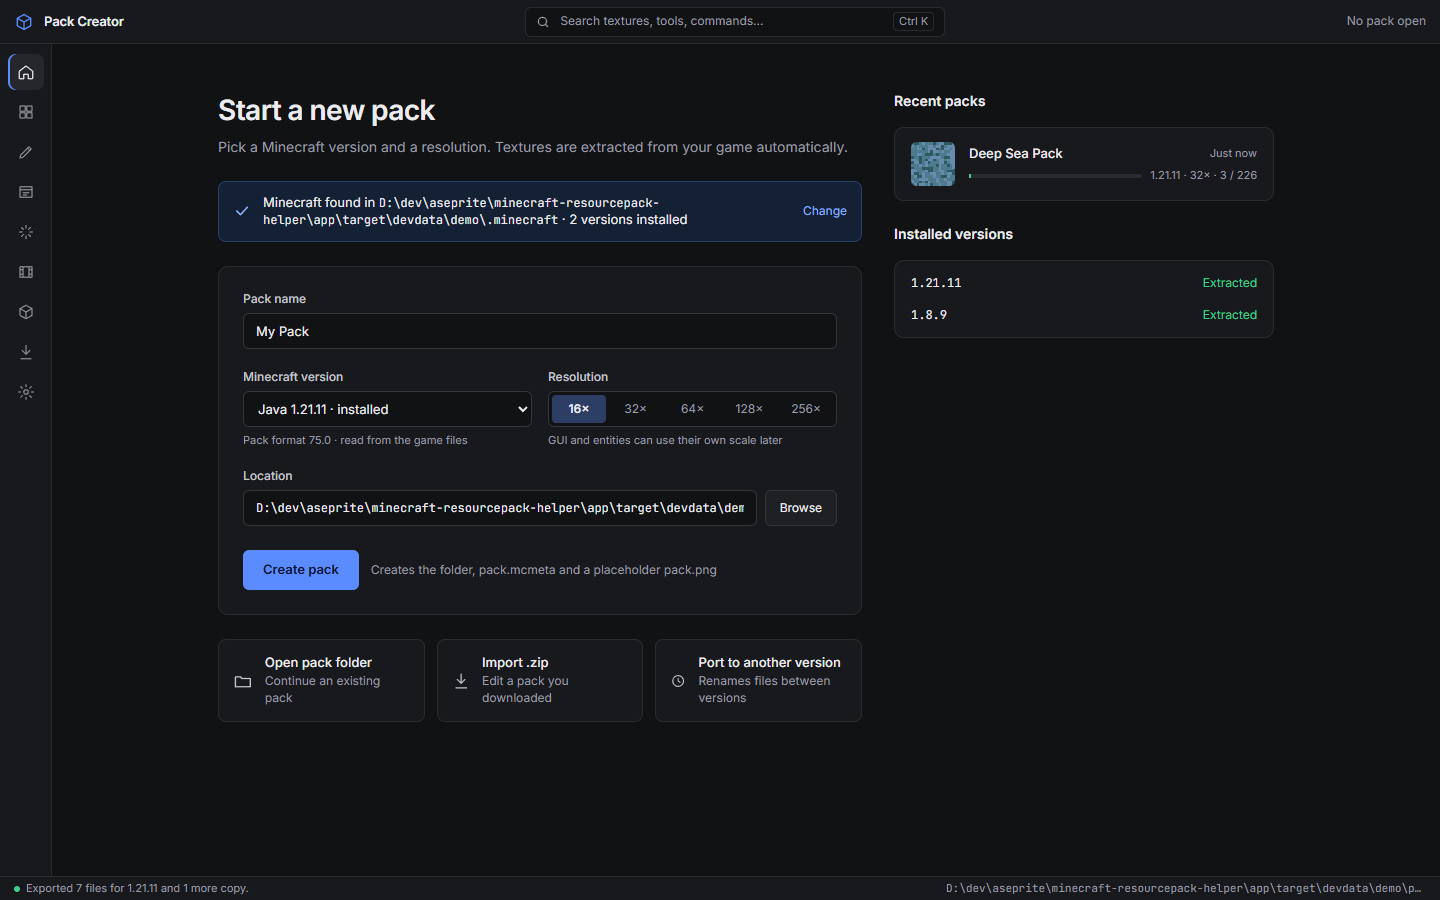 Pack Creator
Search textures, tools, commands...
Ctrl K
No pack open
Start a new pack
Pick a Minecraft version and a resolution. Textures are extracted from your game automatically.
Minecraft found in D:\dev\aseprite\minecraft-resourcepack-
helper\app\target\devdata\demo\.minecraft · 2 versions installed
Change
Pack name
My Pack
Minecraft version
Resolution
Java 1.21.11 · installed
16×
32×
64×
128×
256×
Pack format 75.0 · read from the game files
GUI and entities can use their own scale later
Location
D:\dev\aseprite\minecraft-resourcepack-helper\app\target\devdata\dem
Browse
Create pack
Creates the folder, pack.mcmeta and a placeholder pack.png
Open pack folder
Continue an existing
pack
Import .zip
Edit a pack you
downloaded
Port to another version
Renames files between
versions
Recent packs
Deep Sea Pack
Just now
1.21.11 · 32× · 3 / 226
Installed versions
1.21.11
Extracted
1.8.9
Extracted
Exported 7 files for 1.21.11 and 1 more copy.
D:\dev\aseprite\minecraft-resourcepack-helper\app\target\devdata\demo\p…